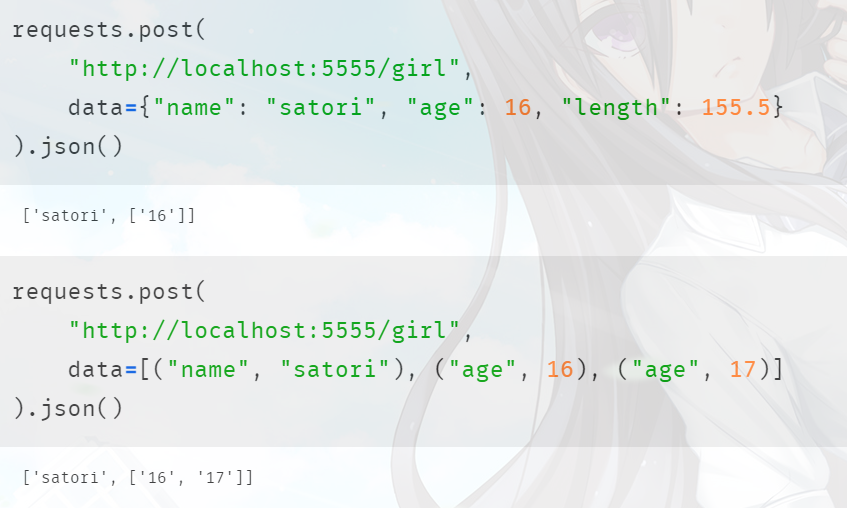 requests.post(
    "http://localhost:5555/girl",
    data={"name": "satori", "age": 16, "length": 155.5}
).json()
['satori', ['16']]
requests.post(
    "http://localhost:5555/girl",
    data=[("name", "satori"), ("age", 16), ("age", 17)]
).json()
['satori', ['16', '17']]